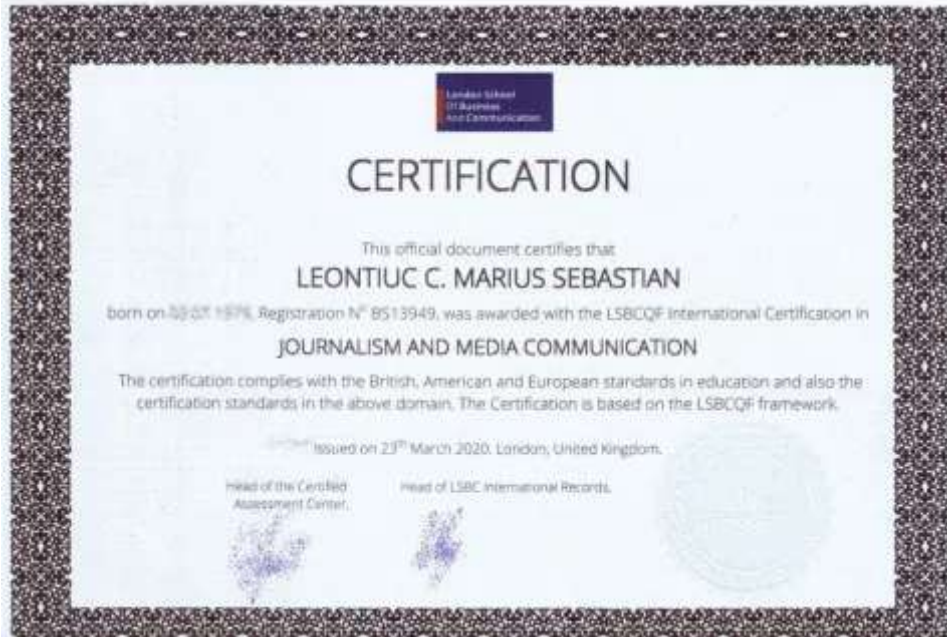 London School
Of Business
And Communication
CERTIFICATION
This official document certifies that
LEONTIUC C. MARIUS SEBASTIAN
born on Registration N° BS13949, was awarded with the LSBCQF International Certification in
JOURNALISM AND MEDIA COMMUNICATION
The certification complies with the British, American and European standards in education and also the
certification standards in the above domain. The Certification is based on the LSBCQF framework.
Issued on 23rd March 2020. London, United Kingdom.
Head of the Certified
Assessment Center,
Head of LSBC International Records,